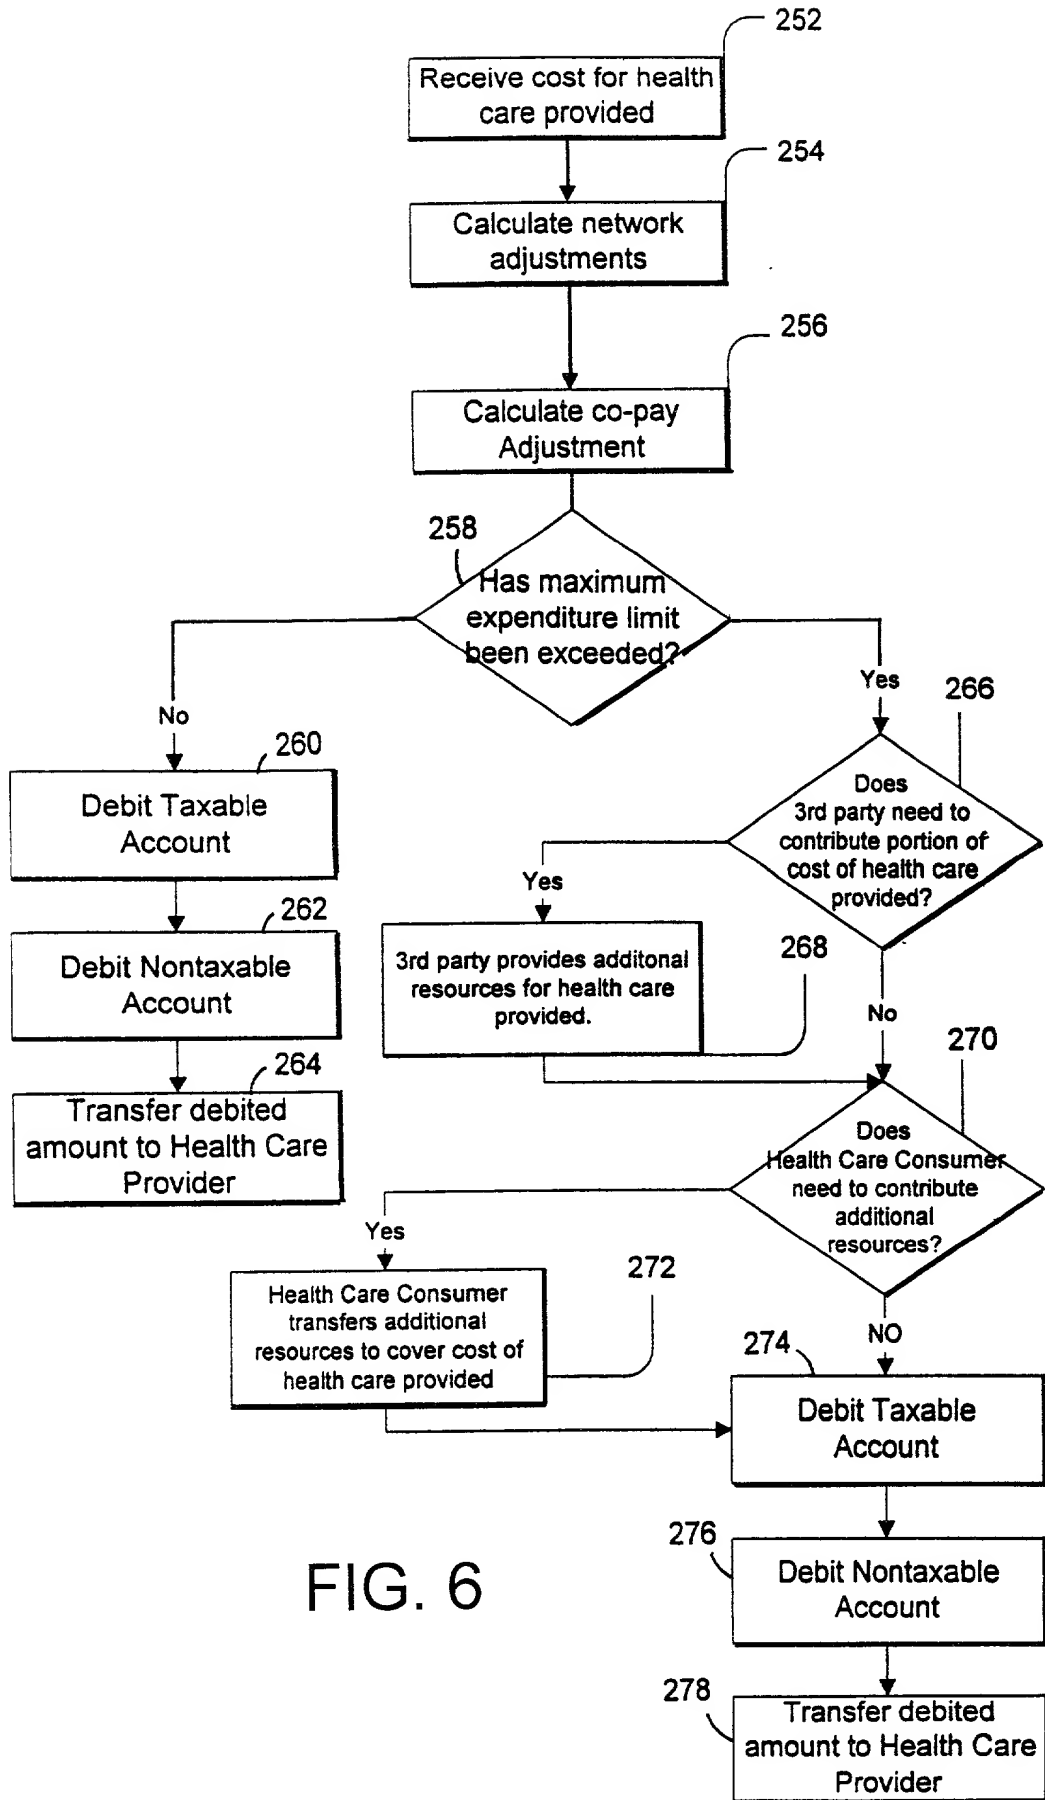 252
Receive cost for health
care provided
254
Calculate network
adjustments
256
Calculate co-pay
Adjustment
258
Has maximum
expenditure limit
been exceeded?
No
Yes
260
Debit Taxable
Account
262
Debit Nontaxable
Account
264
Transfer debited
amount to Health Care
Provider
266
Does
3rd party need to
contribute portion of
cost of health care
provided?
Yes
No
268
3rd party provides additonal
resources for health care
provided.
270
Does
Health Care Consumer
need to contribute
additional
resources?
Yes
NO
272
Health Care Consumer
transfers additional
resources to cover cost of
health care provided
274
Debit Taxable
Account
276
Debit Nontaxable
Account
278
Transfer debited
amount to Health Care
Provider
FIG. 6